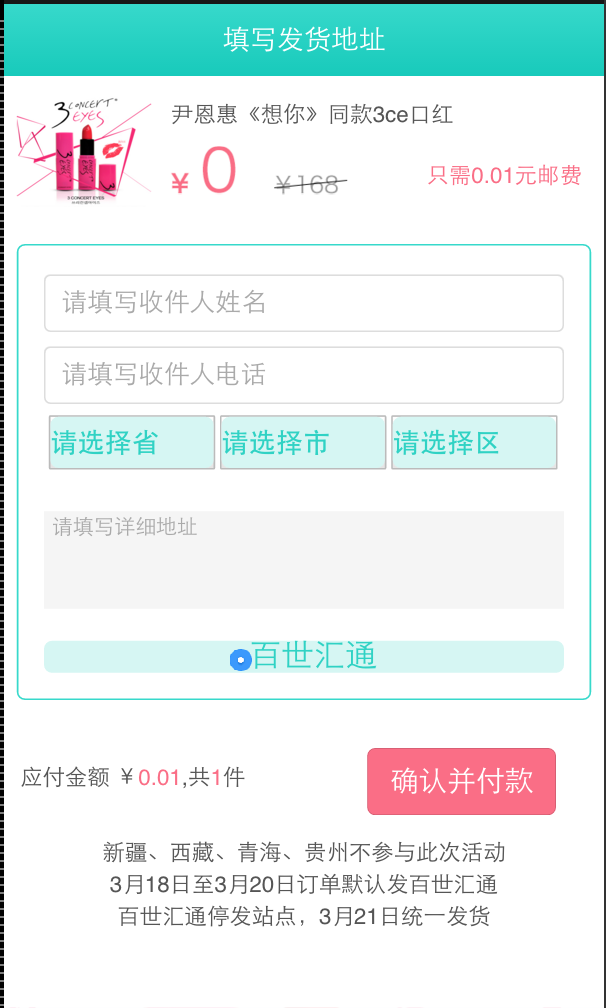 填写发货地址
3 CONCEPT
EYES
尹恩惠《想你》同款3ce口红
¥ 0 ¥168 只需0.01元邮费
3 CONCEPT EYES
请填写收件人姓名
请填写收件人电话
请选择省 请选择市 请选择区
请填写详细地址
百世汇通
应付金额 ¥0.01,共1件 确认并付款
新疆、西藏、青海、贵州不参与此次活动
3月18日至3月20日订单默认发百世汇通
百世汇通停发站点，3月21日统一发货